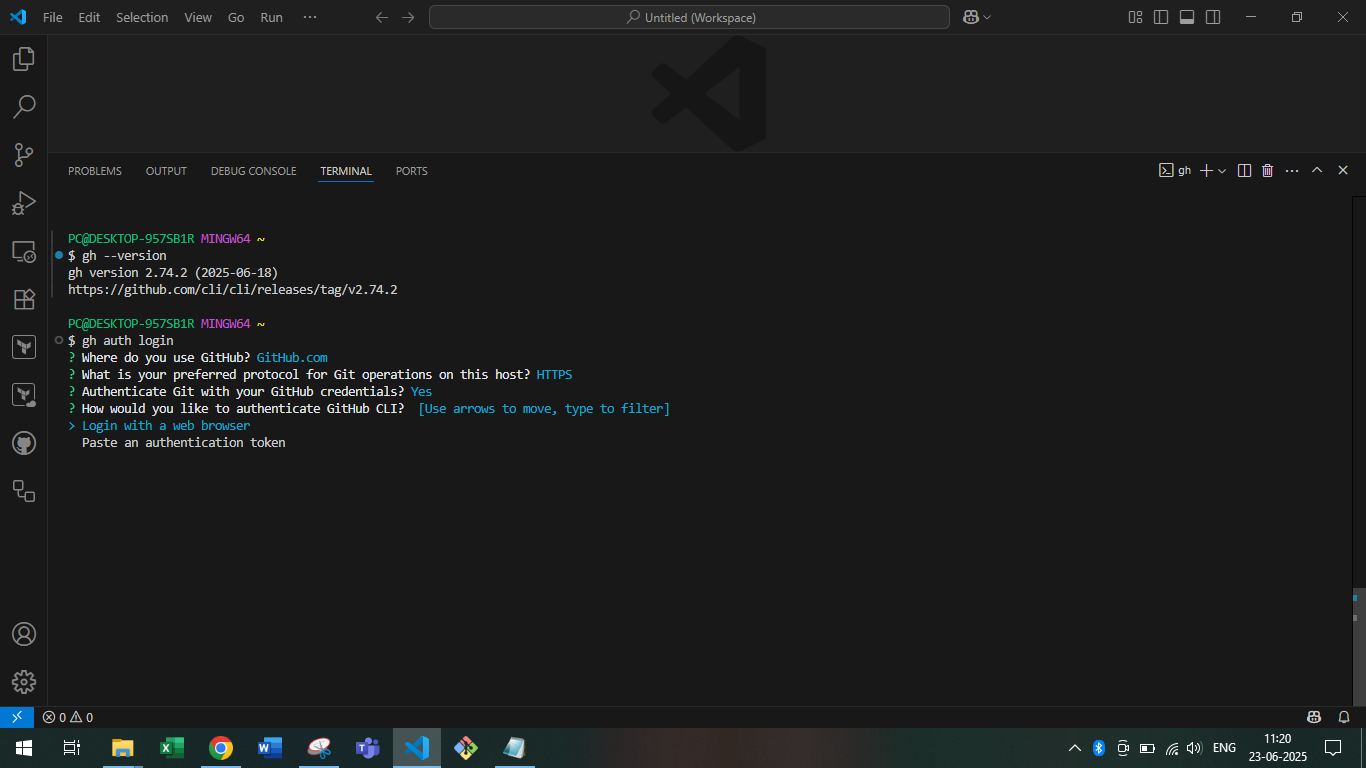 File Edit Selection View Go Run ···
Untitled (Workspace)
PROBLEMS OUTPUT DEBUG CONSOLE TERMINAL PORTS
gh
PC@DESKTOP-957SB1R MINGW64 ~
$ gh --version
gh version 2.74.2 (2025-06-18)
https://github.com/cli/cli/releases/tag/v2.74.2
PC@DESKTOP-957SB1R MINGW64 ~
$ gh auth login
? Where do you use GitHub? GitHub.com
? What is your preferred protocol for Git operations on this host? HTTPS
? Authenticate Git with your GitHub credentials? Yes
? How would you like to authenticate GitHub CLI?  [Use arrows to move, type to filter]
> Login with a web browser
Paste an authentication token
0 0
ENG
11:20
23-06-2025